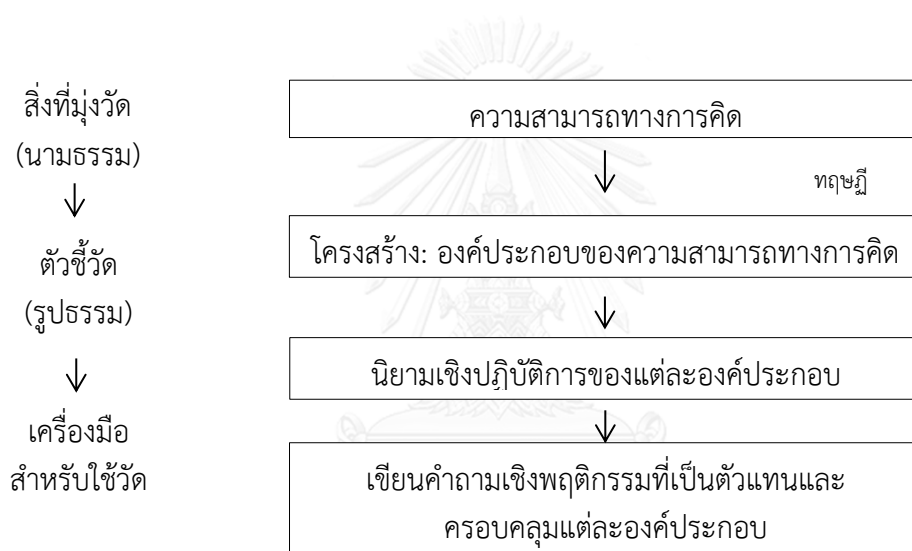 สิ่งที่มุ่งวัด
(นามธรรม)
ตัวชี้วัด
(รูปธรรม)
เครื่องมือ
สำหรับใช้วัด
ความสามารถทางการคิด
ทฤษฏี
โครงสร้าง: องค์ประกอบของความสามารถทางการคิด
นิยามเชิงปฏิบัติการของแต่ละองค์ประกอบ
เขียนคำถามเชิงพฤติกรรมที่เป็นตัวแทนและ
ครอบคลุมแต่ละองค์ประกอบ